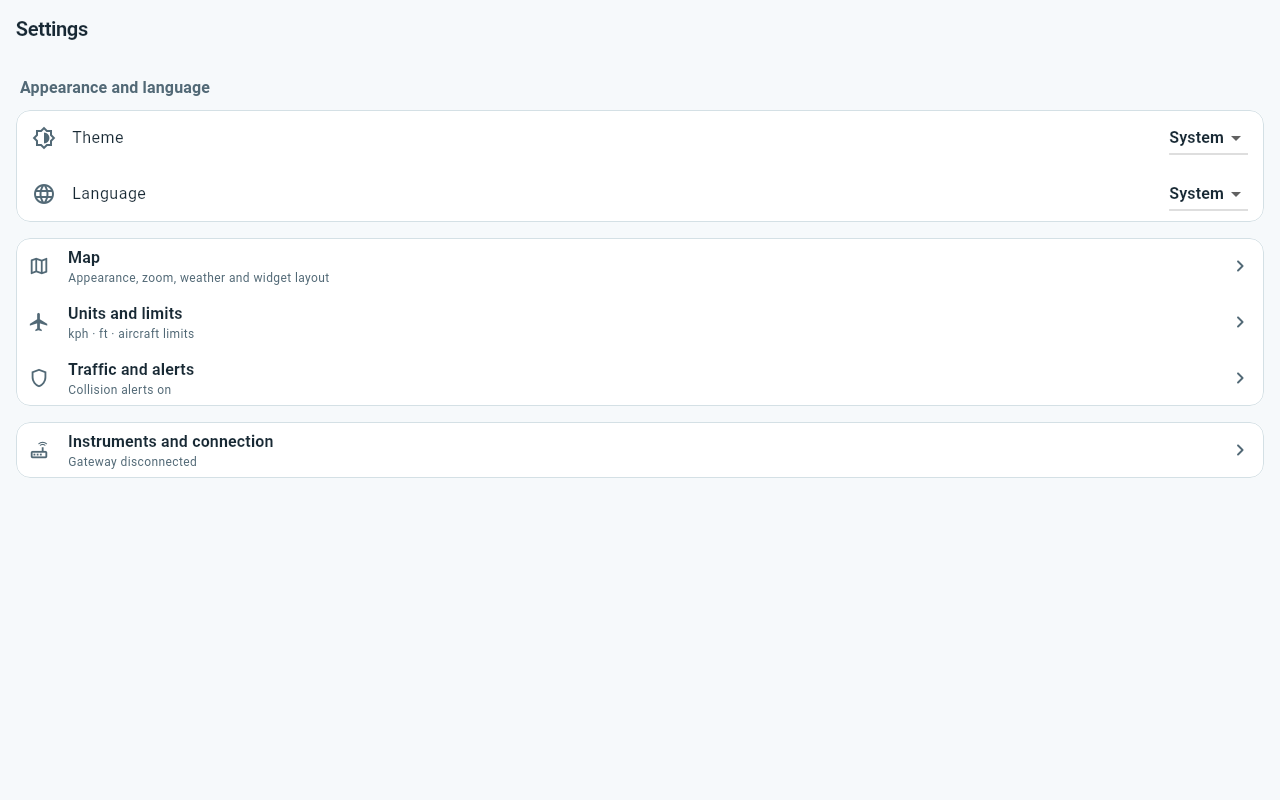 Settings
Appearance and language
Theme
System
Language
System
Map
Appearance, zoom, weather and widget layout
Units and limits
kph · ft · aircraft limits
Traffic and alerts
Collision alerts on
Instruments and connection
Gateway disconnected